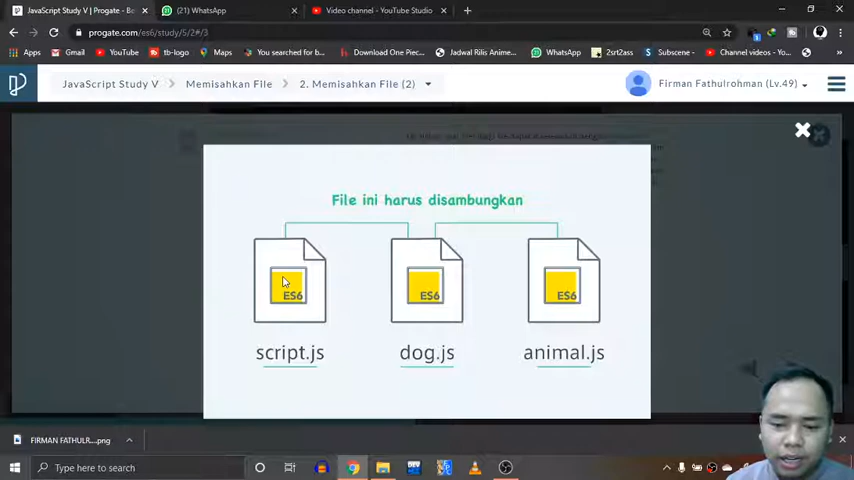 JavaScript Study V | Progate - Be
(21) WhatsApp
Video channel - YouTube Studio
progate.com/es6/study/5/2#/3
Apps
Gmail
YouTube
tb-logo
Maps
You searched for b...
Download One Piec...
Jadwal Rilis Anime...
WhatsApp
2srt2ass
Subscene -
Channel videos - Yo...
JavaScript Study V
Memisahkan File
2. Memisahkan File (2)
Firman Fathulrohman (Lv.49)
File ini harus disambungkan
ES6
ES6
ES6
script.js
dog.js
animal.js
FIRMAN FATHULR....png
Type here to search